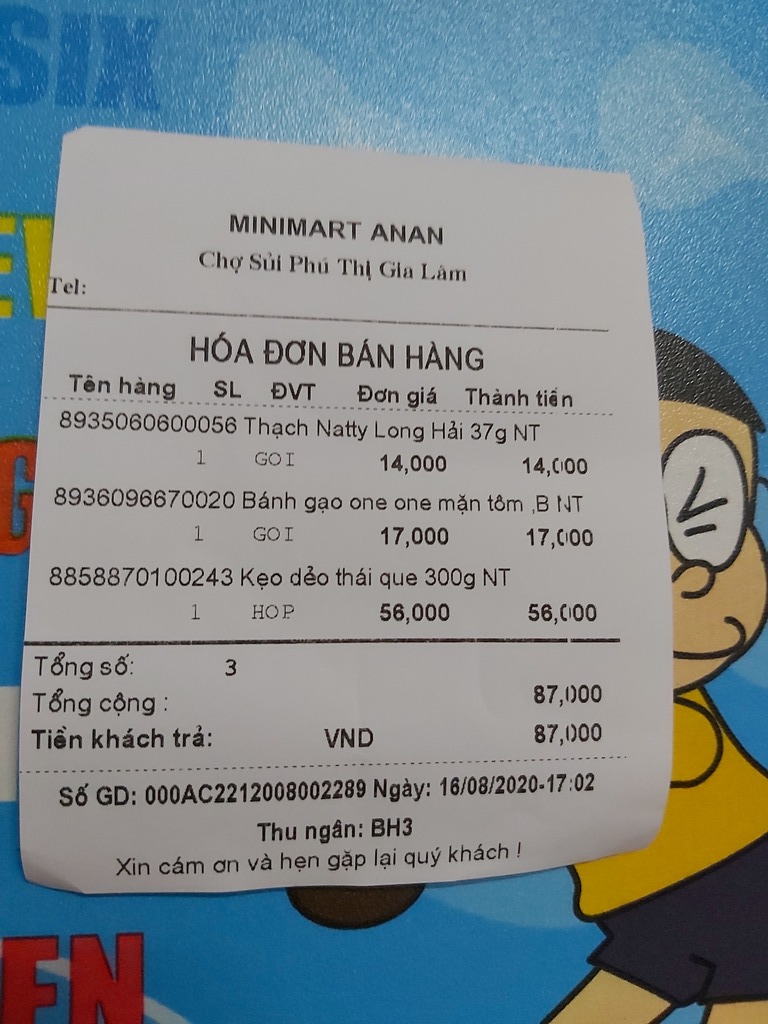 SIX
MINIMART ANAN
Chợ Sủi Phú Thị Gia Lâm
Tel:
HÓA ĐƠN BÁN HÀNG
Tên hàng SL ĐVT Đơn giá Thành tiền
8935060600056 Thạch Natty Long Hải 37g NT
1 GOI 14,000 14,000
8936096670020 Bánh gạo one one mặn tôm ,B NT
1 GOI 17,000 17,000
8858870100243 Kẹo dẻo thái que 300g NT
1 HOP 56,000 56,000
Tổng số: 3
Tổng cộng : 87,000
Tiền khách trả: VND 87,000
Số GD: 000AC2212008002289 Ngày: 16/08/2020-17:02
Thu ngân: BH3
Xin cám ơn và hẹn gặp lại quý khách !
EN